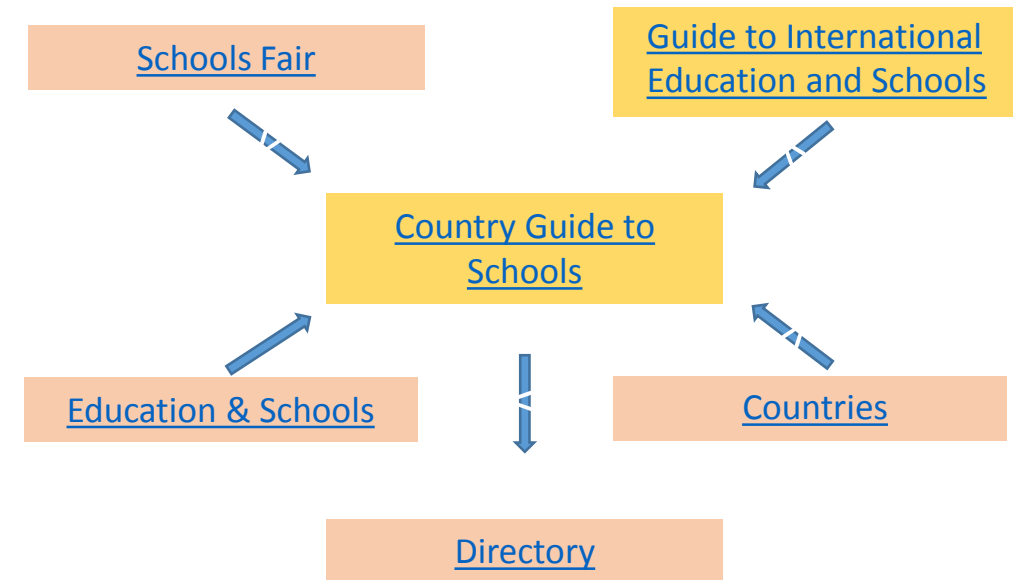 Schools Fair
Guide to International
Education and Schools
Country Guide to
Schools
Education & Schools
Countries
Directory